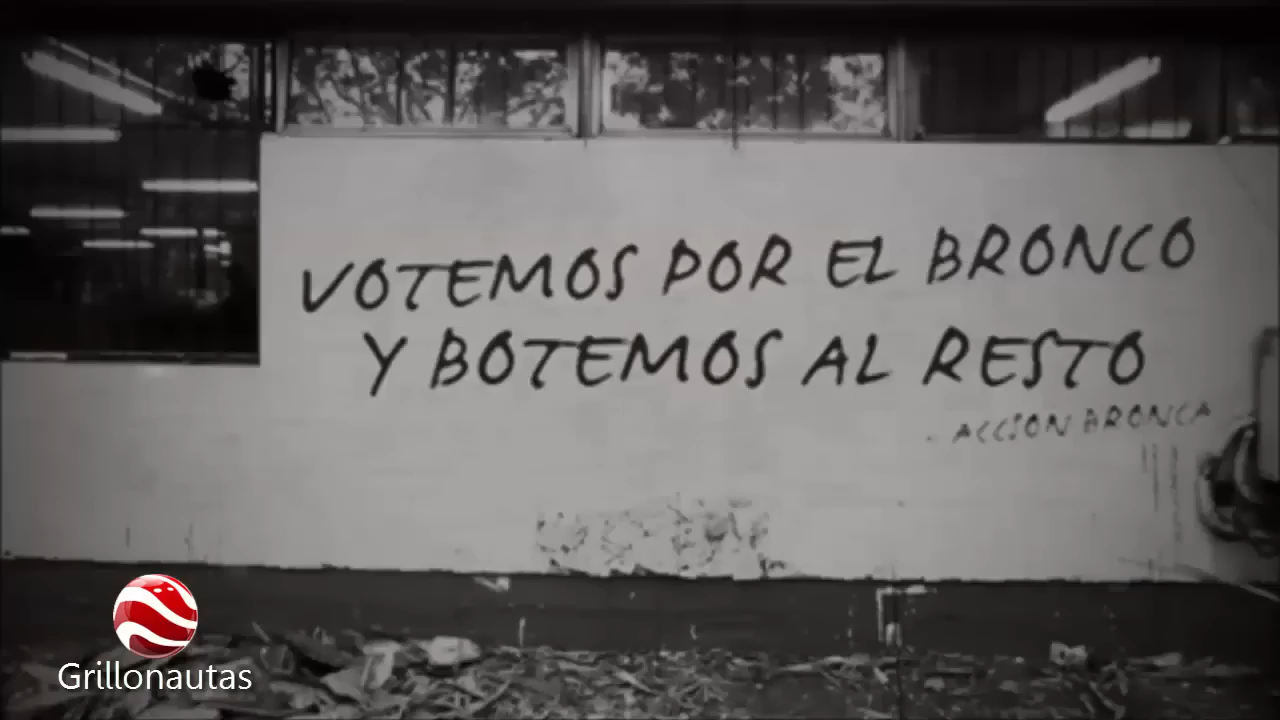 VOTEMOS POR EL BRONCO
Y BOTEMOS AL RESTO
- ACCION BRONCA
Grillonautas